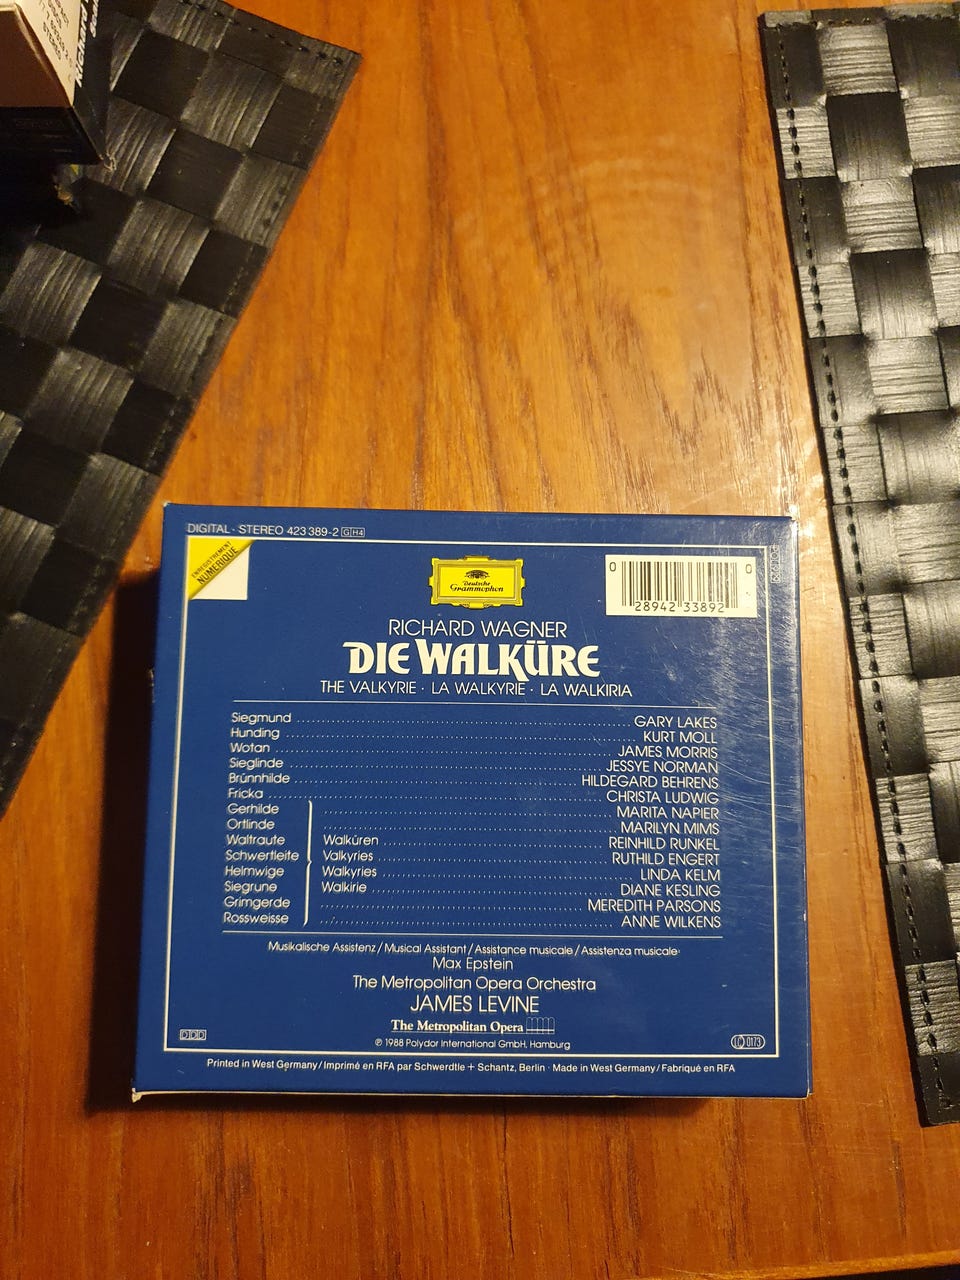 STEREO
Richard
DIGITAL · STEREO 423 389-2 GH4
ENREGISTREMENT
NUMÉRIQUE
Deutsche
Grammophon
0 28942 33892 0
RICHARD WAGNER
DIE WALKÜRE
THE VALKYRIE · LA WALKYRIE · LA WALKIRIA
Siegmund GARY LAKES
Hunding KURT MOLL
Wotan JAMES MORRIS
Sieglinde JESSYE NORMAN
Brünnhilde HILDEGARD BEHRENS
Fricka CHRISTA LUDWIG
Gerhilde MARITA NAPIER
Ortlinde MARILYN MIMS
Waltraute Walküren REINHILD RUNKEL
Schwertleite Valkyries RUTHILD ENGERT
Helmwige Walkyries LINDA KELM
Siegrune Walkirie DIANE KESLING
Grimgerde MEREDITH PARSONS
Rossweisse ANNE WILKENS
Musikalische Assistenz / Musical Assistant / Assistance musicale / Assistenza musicale:
Max Epstein
The Metropolitan Opera Orchestra
JAMES LEVINE
The Metropolitan Opera
DDD
℗ 1988 Polydor International GmbH, Hamburg
LC 0173
Printed in West Germany / Imprimé en RFA par Schwerdtle + Schantz, Berlin · Made in West Germany / Fabriqué en RFA